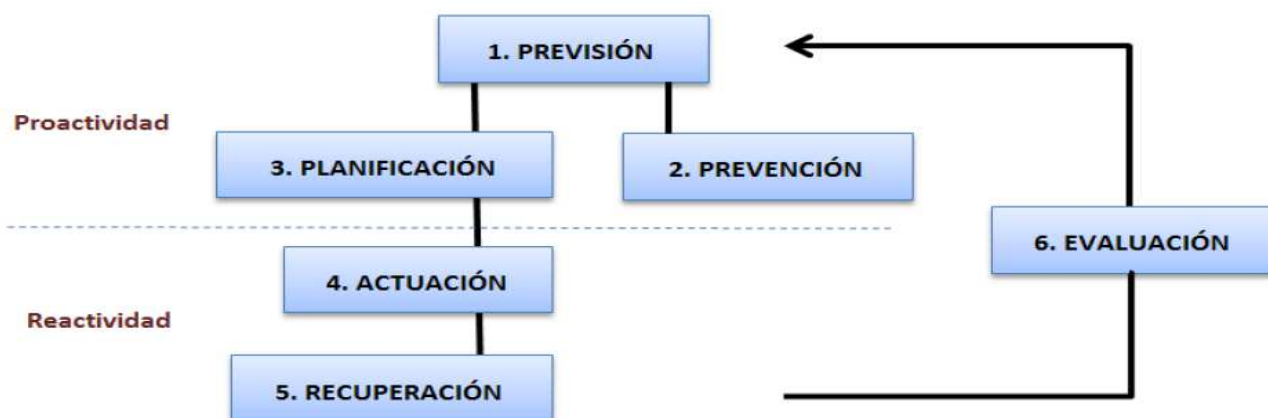 1. PREVISIÓN
Proactividad
3. PLANIFICACIÓN
2. PREVENCIÓN
6. EVALUACIÓN
4. ACTUACIÓN
Reactividad
5. RECUPERACIÓN